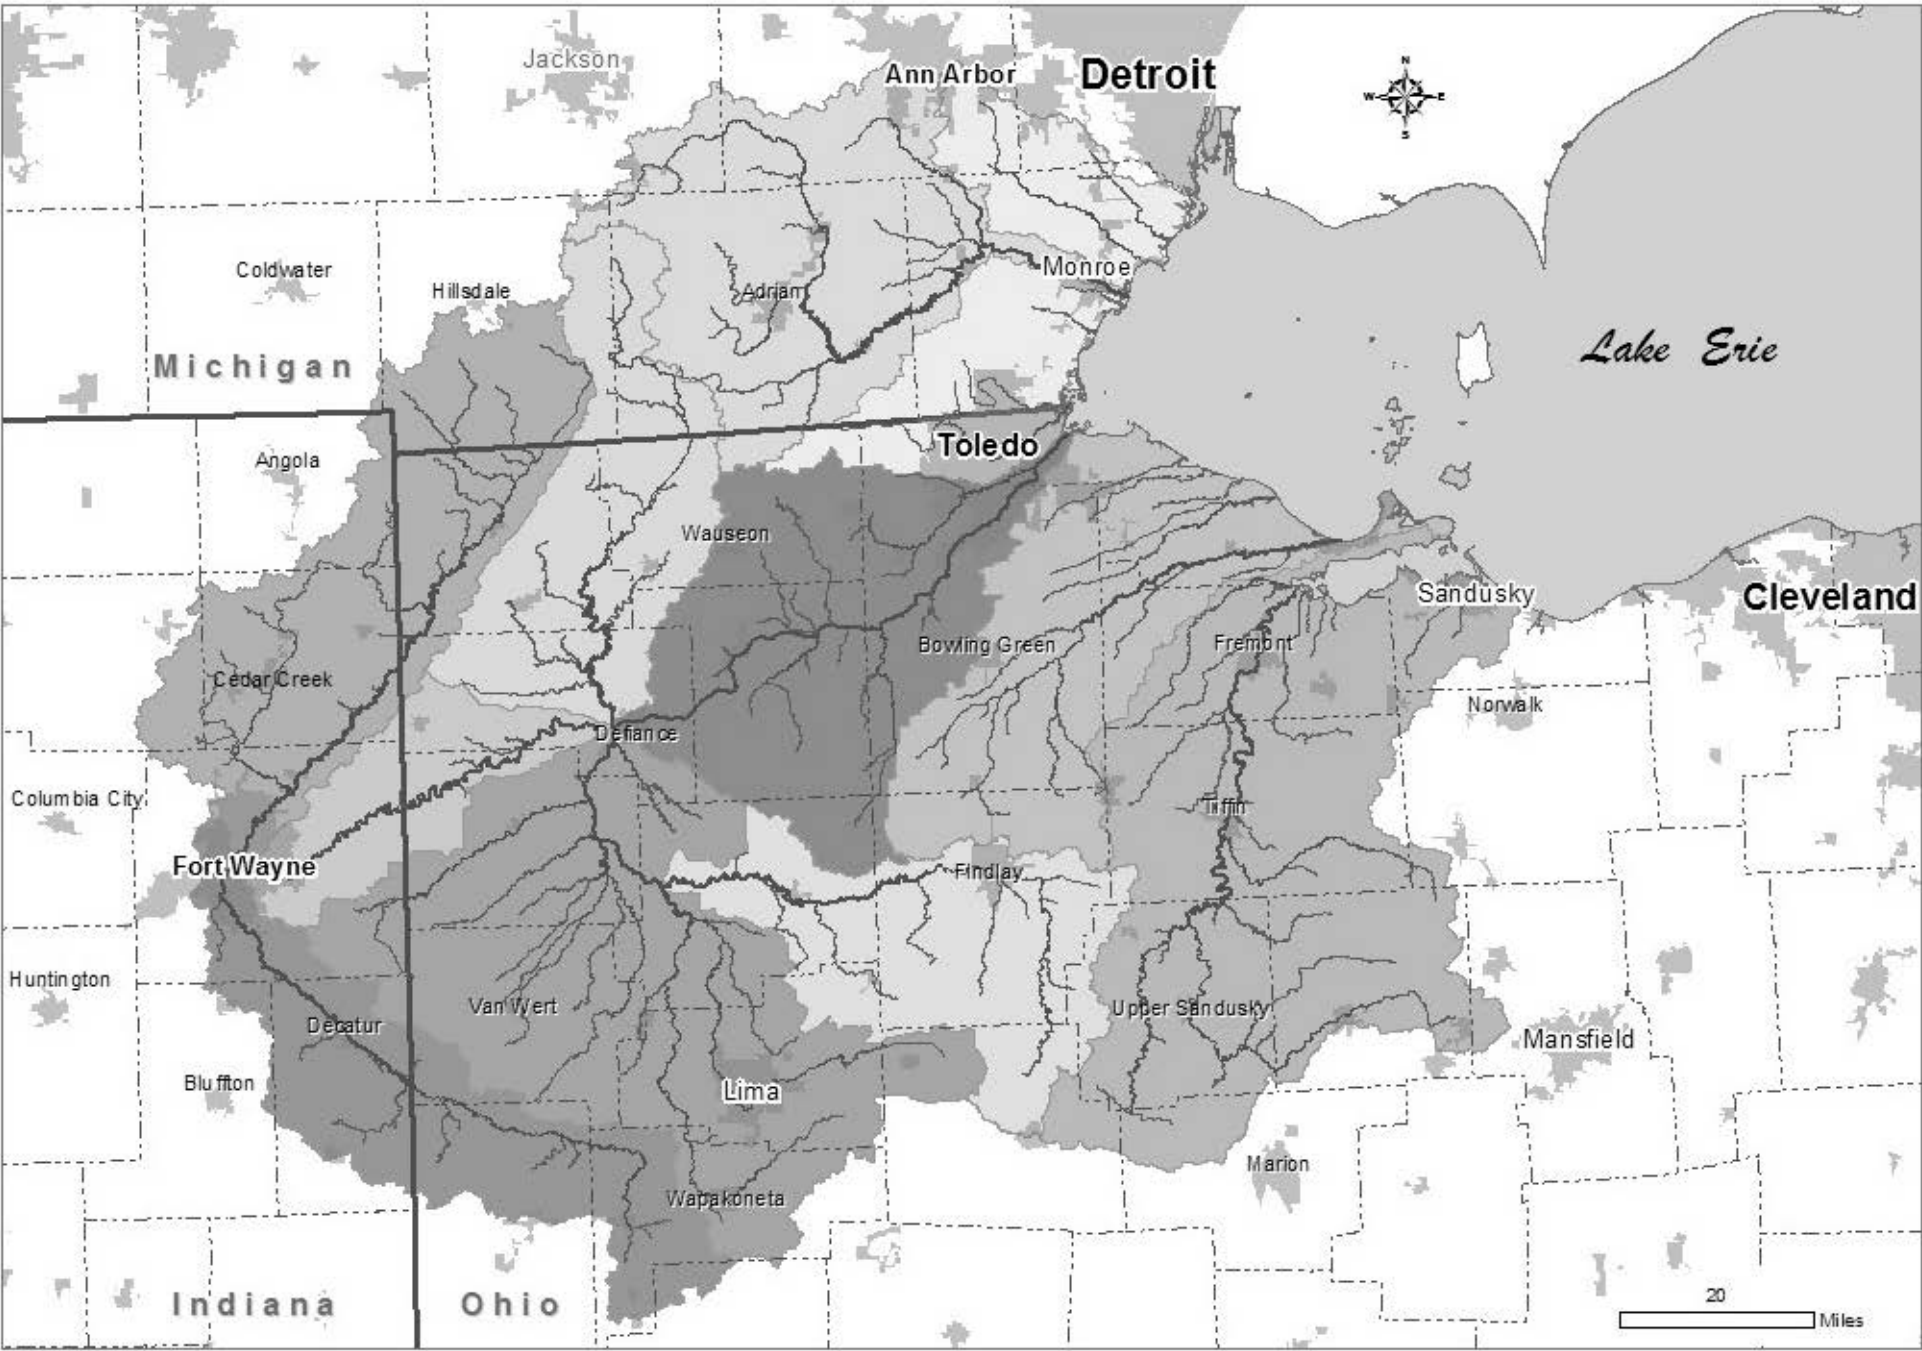 Jackson
Ann Arbor
Detroit
N
W
E
S
Coldwater
Hillsdale
Adrian
Monroe
Lake Erie
Michigan
Angola
Toledo
Wauseon
Sandusky
Cleveland
Cedar Creek
Bowling Green
Fremont
Norwalk
Defiance
Columbia City
Tiffin
Fort Wayne
Findlay
Huntington
Van Wert
Upper Sandusky
Decatur
Mansfield
Bluffton
Lima
Marion
Wapakoneta
Indiana
Ohio
20
Miles